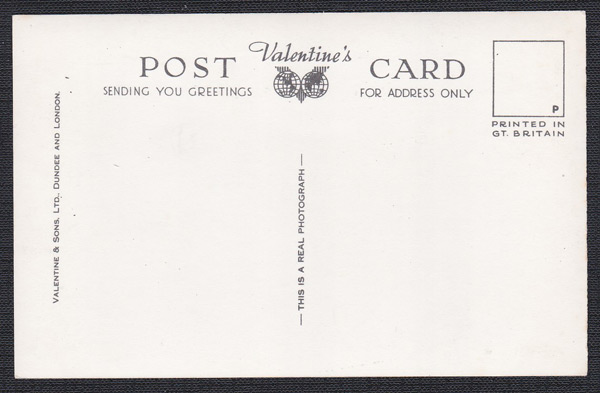 Valentine's
POST CARD
SENDING YOU GREETINGS
FOR ADDRESS ONLY
P
PRINTED IN
GT. BRITAIN
VALENTINE & SONS, LTD., DUNDEE AND LONDON.
— THIS IS A REAL PHOTOGRAPH —